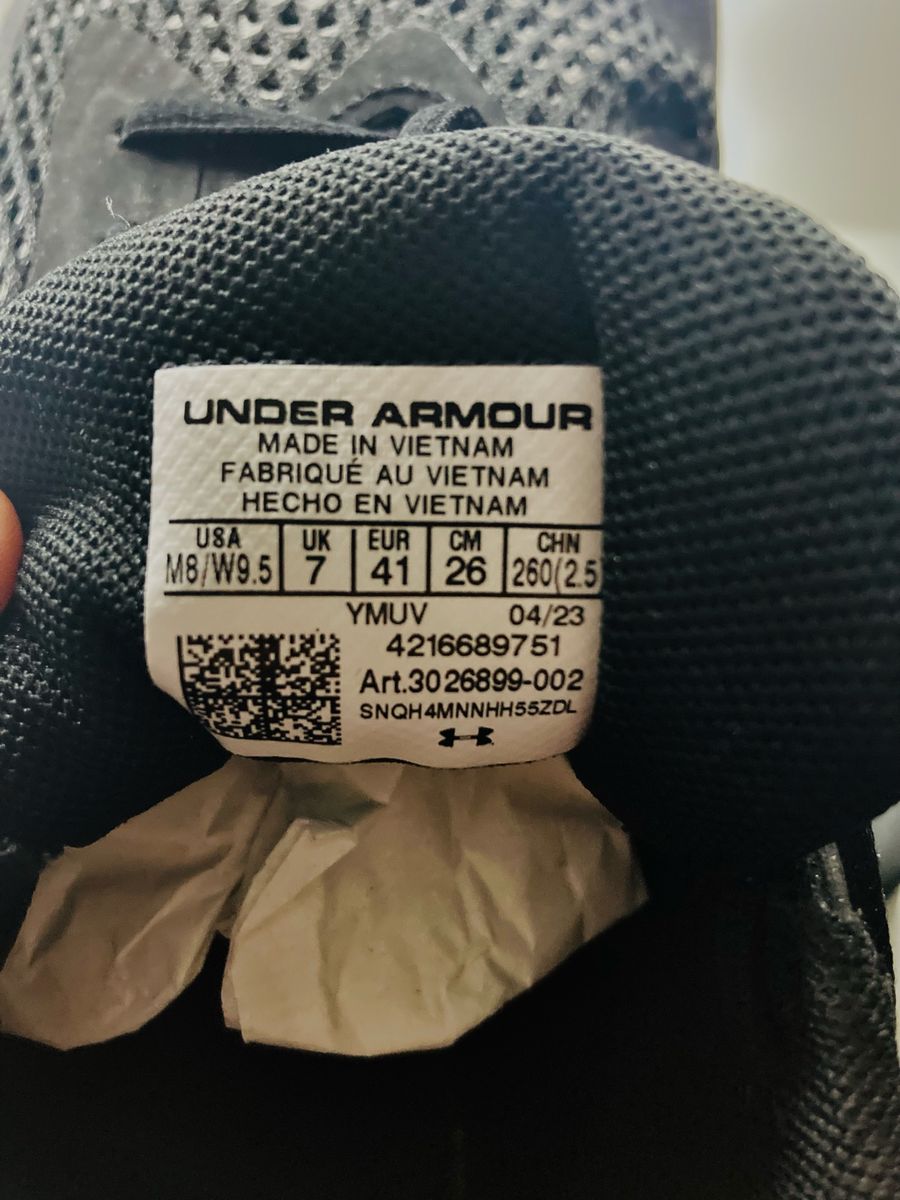 UNDER ARMOUR
MADE IN VIETNAM
FABRIQUÉ AU VIETNAM
HECHO EN VIETNAM
USA UK EUR CM CHN
M8/W9.5 7 41 26 260(2.5
YMUV 04/23
4216689751
Art.3026899-002
SNQH4MNNHH55ZDL